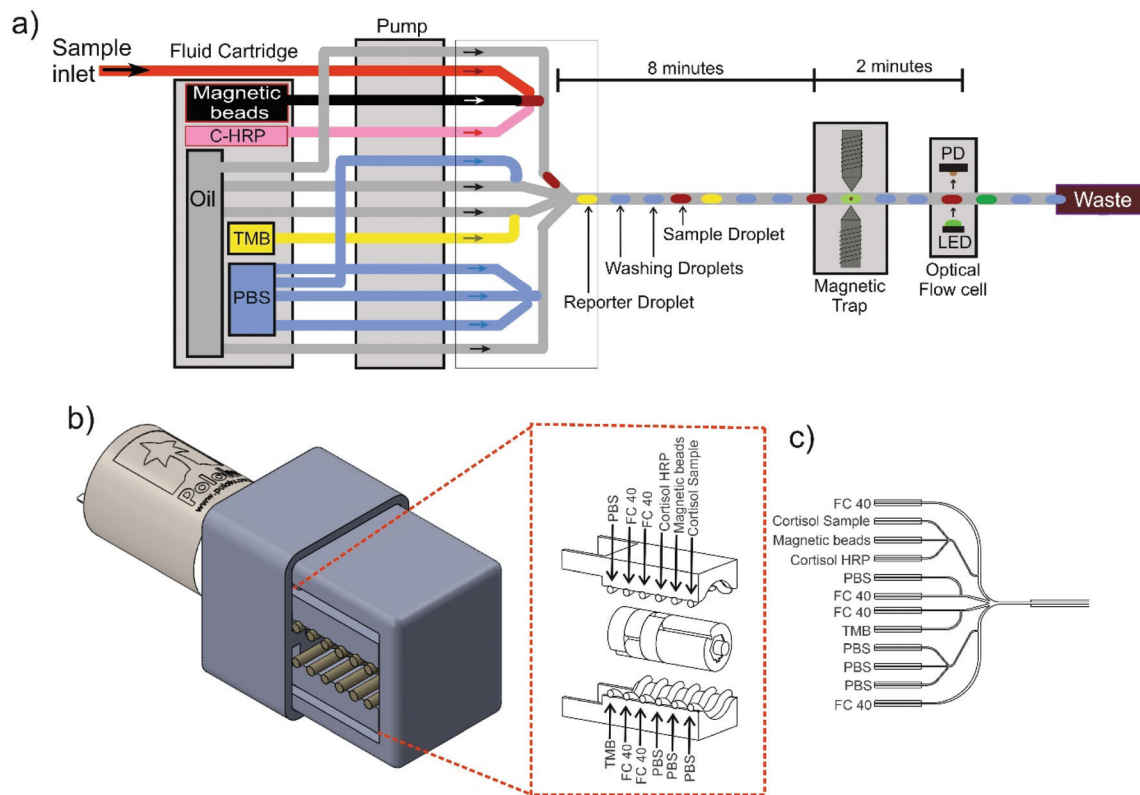 a)
Sample
inlet
Fluid Cartridge
Pump
8 minutes
2 minutes
Magnetic
beads
C-HRP
Oil
TMB
PBS
PD
LED
Waste
Sample Droplet
Washing Droplets
Reporter Droplet
Magnetic
Trap
Optical
Flow cell
b)
PBS
FC 40
FC 40
Cortisol HRP
Magnetic beads
Cortisol Sample
TMB
FC 40
FC 40
PBS
PBS
PBS
c)
FC 40
Cortisol Sample
Magnetic beads
Cortisol HRP
PBS
FC 40
FC 40
TMB
PBS
PBS
PBS
FC 40